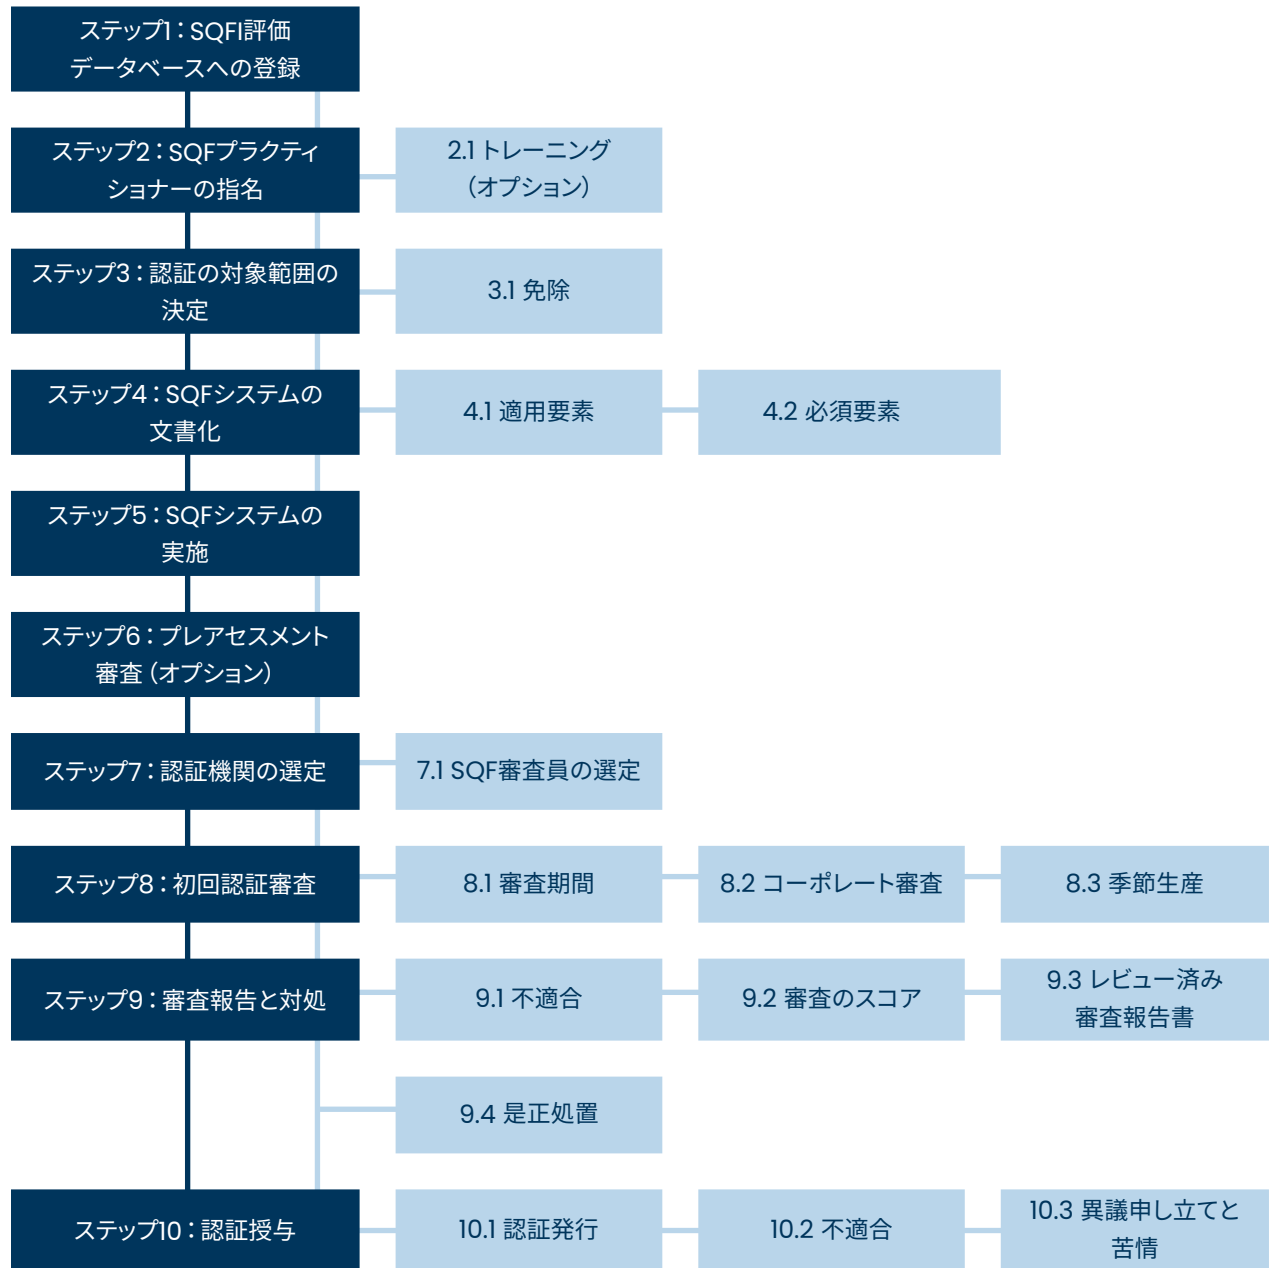 ステップ1：SQFI評価
データベースへの登録
ステップ2：SQFプラクティ
ショナーの指名
2.1 トレーニング
（オプション）
ステップ3：認証の対象範囲の
決定
3.1 免除
ステップ4：SQFシステムの
文書化
4.1 適用要素
4.2 必須要素
ステップ5：SQFシステムの
実施
ステップ6：プレアセスメント
審査（オプション）
ステップ7：認証機関の選定
7.1 SQF審査員の選定
ステップ8：初回認証審査
8.1 審査期間
8.2 コーポレート審査
8.3 季節生産
ステップ9：審査報告と対処
9.1 不適合
9.2 審査のスコア
9.3 レビュー済み
審査報告書
9.4 是正処置
ステップ10：認証授与
10.1 認証発行
10.2 不適合
10.3 異議申し立てと
苦情